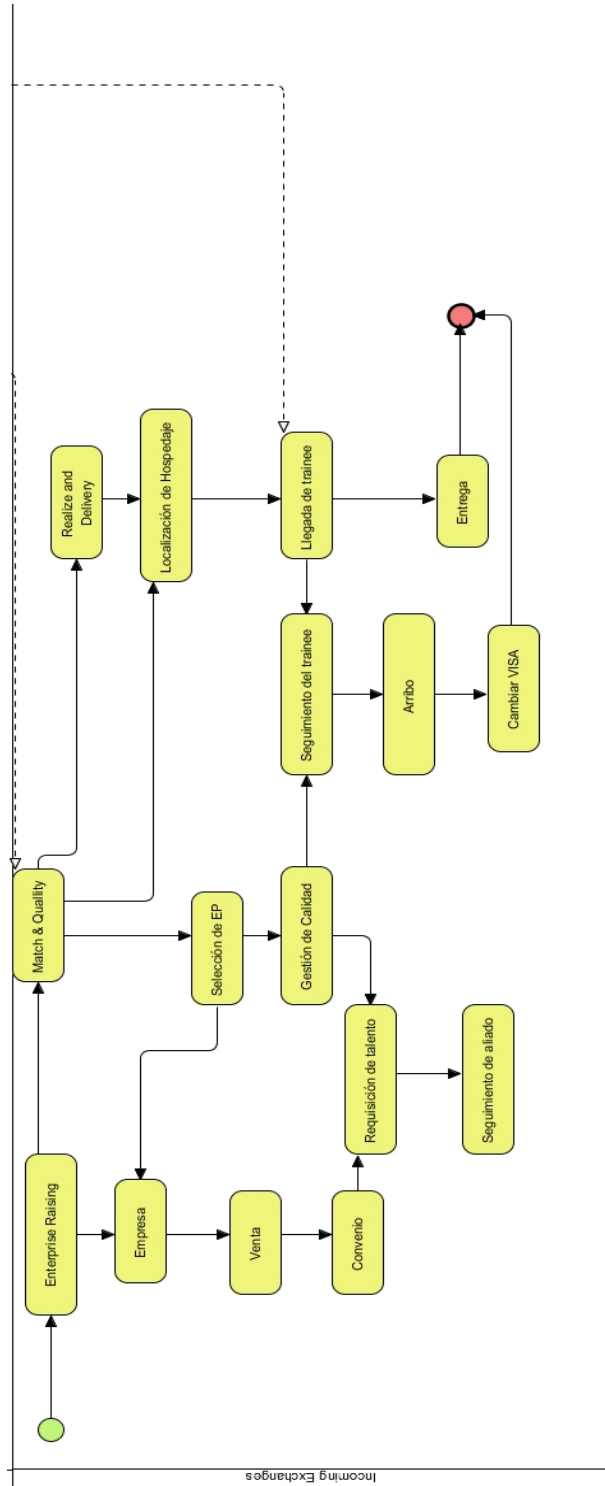 Incoming Exchanges
Enterprise Raising
Match & Quallity
Realize and
Delivery
Empresa
Localización de Hospedaje
Selección de EP
Venta
Gestión de Calidad
Seguimiento del trainee
Llegada de trainee
Convenio
Requisición de talento
Arribo
Entrega
Seguimiento de aliado
Cambiar VISA